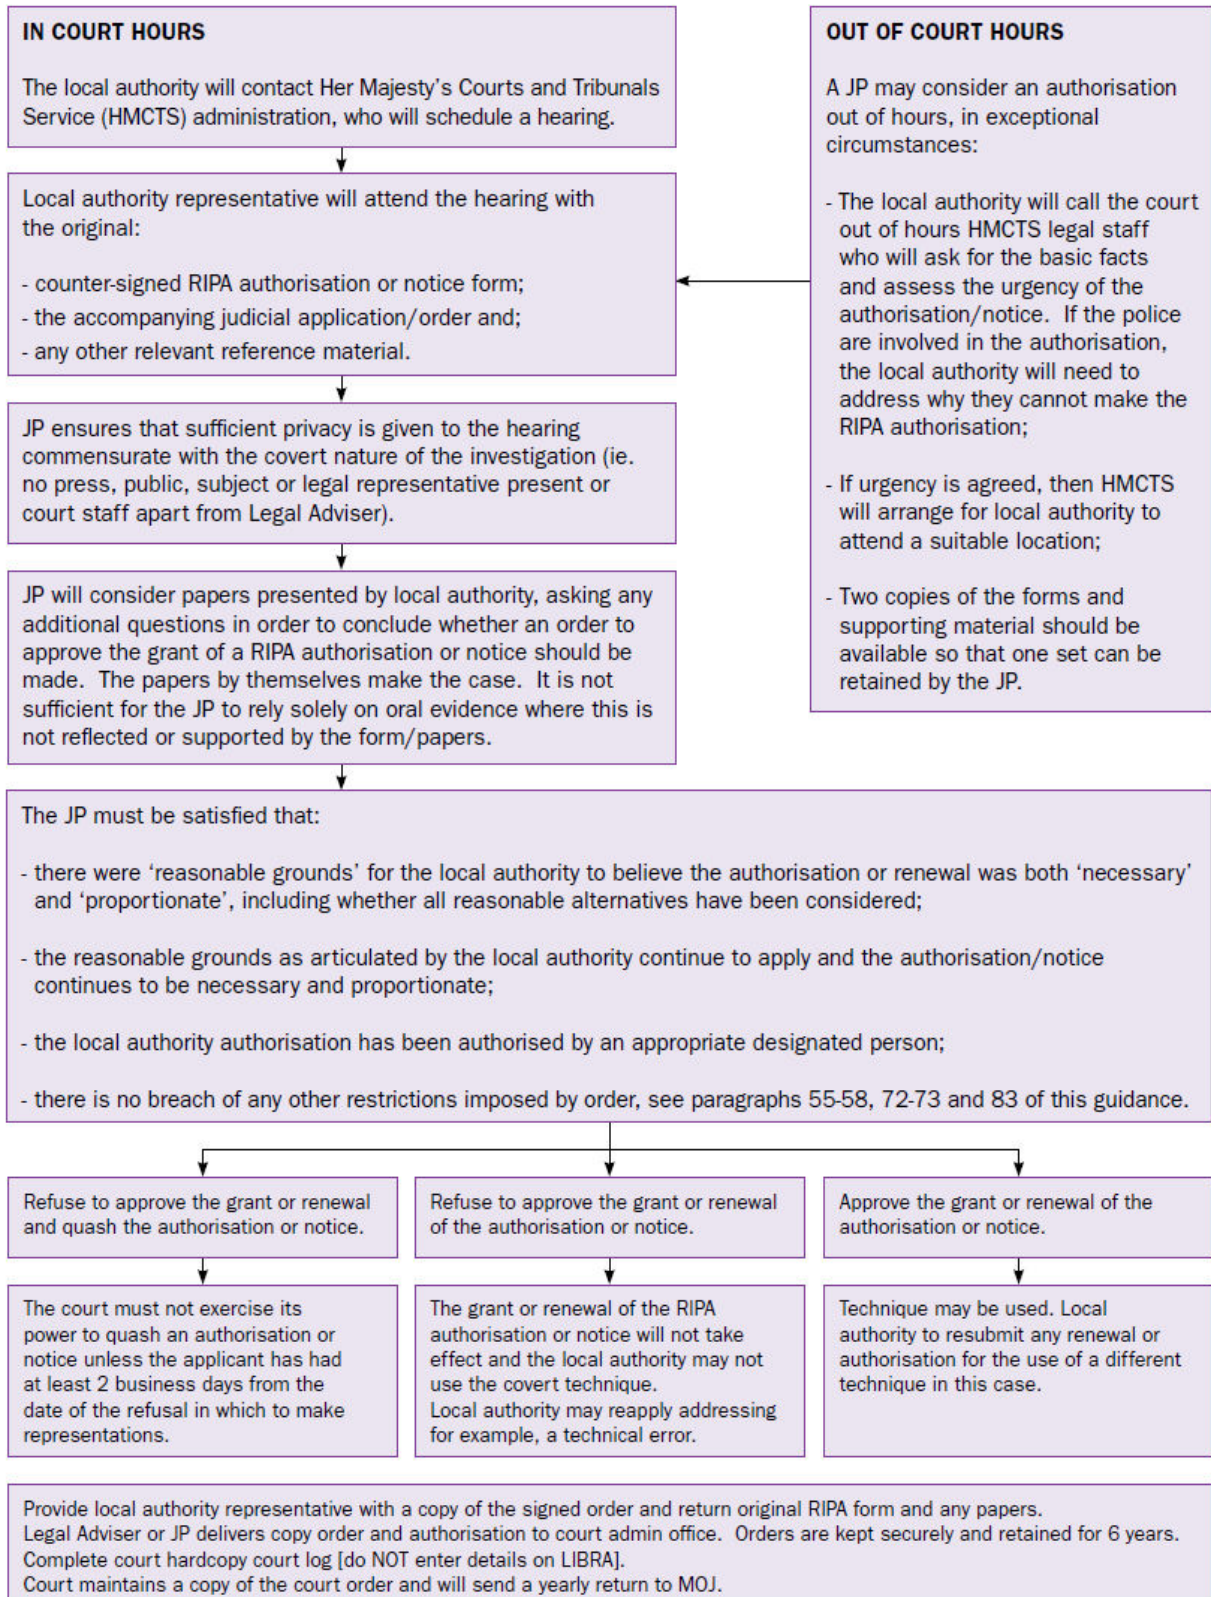 IN COURT HOURS
The local authority will contact Her Majesty's Courts and Tribunals
Service (HMCTS) administration, who will schedule a hearing.
Local authority representative will attend the hearing with
the original:
- counter-signed RIPA authorisation or notice form;
- the accompanying judicial application/order and;
- any other relevant reference material.
JP ensures that sufficient privacy is given to the hearing
commensurate with the covert nature of the investigation (ie.
no press, public, subject or legal representative present or
court staff apart from Legal Adviser).
JP will consider papers presented by local authority, asking any
additional questions in order to conclude whether an order to
approve the grant of a RIPA authorisation or notice should be
made. The papers by themselves make the case. It is not
sufficient for the JP to rely solely on oral evidence where this is
not reflected or supported by the form/papers.
OUT OF COURT HOURS
A JP may consider an authorisation
out of hours, in exceptional
circumstances:
- The local authority will call the court
out of hours HMCTS legal staff
who will ask for the basic facts
and assess the urgency of the
authorisation/notice. If the police
are involved in the authorisation,
the local authority will need to
address why they cannot make the
RIPA authorisation;
- If urgency is agreed, then HMCTS
will arrange for local authority to
attend a suitable location;
- Two copies of the forms and
supporting material should be
available so that one set can be
retained by the JP.
The JP must be satisfied that:
- there were 'reasonable grounds' for the local authority to believe the authorisation or renewal was both 'necessary'
and 'proportionate', including whether all reasonable alternatives have been considered;
- the reasonable grounds as articulated by the local authority continue to apply and the authorisation/notice
continues to be necessary and proportionate;
- the local authority authorisation has been authorised by an appropriate designated person;
- there is no breach of any other restrictions imposed by order, see paragraphs 55-58, 72-73 and 83 of this guidance.
Refuse to approve the grant or renewal
and quash the authorisation or notice.
The court must not exercise its
power to quash an authorisation or
notice unless the applicant has had
at least 2 business days from the
date of the refusal in which to make
representations.
Refuse to approve the grant or renewal
of the authorisation or notice.
The grant or renewal of the RIPA
authorisation or notice will not take
effect and the local authority may not
use the covert technique.
Local authority may reapply addressing
for example, a technical error.
Approve the grant or renewal of the
authorisation or notice.
Technique may be used. Local
authority to resubmit any renewal or
authorisation for the use of a different
technique in this case.
Provide local authority representative with a copy of the signed order and return original RIPA form and any papers.
Legal Adviser or JP delivers copy order and authorisation to court admin office. Orders are kept securely and retained for 6 years.
Complete court hardcopy court log [do NOT enter details on LIBRA].
Court maintains a copy of the court order and will send a yearly return to MOJ.